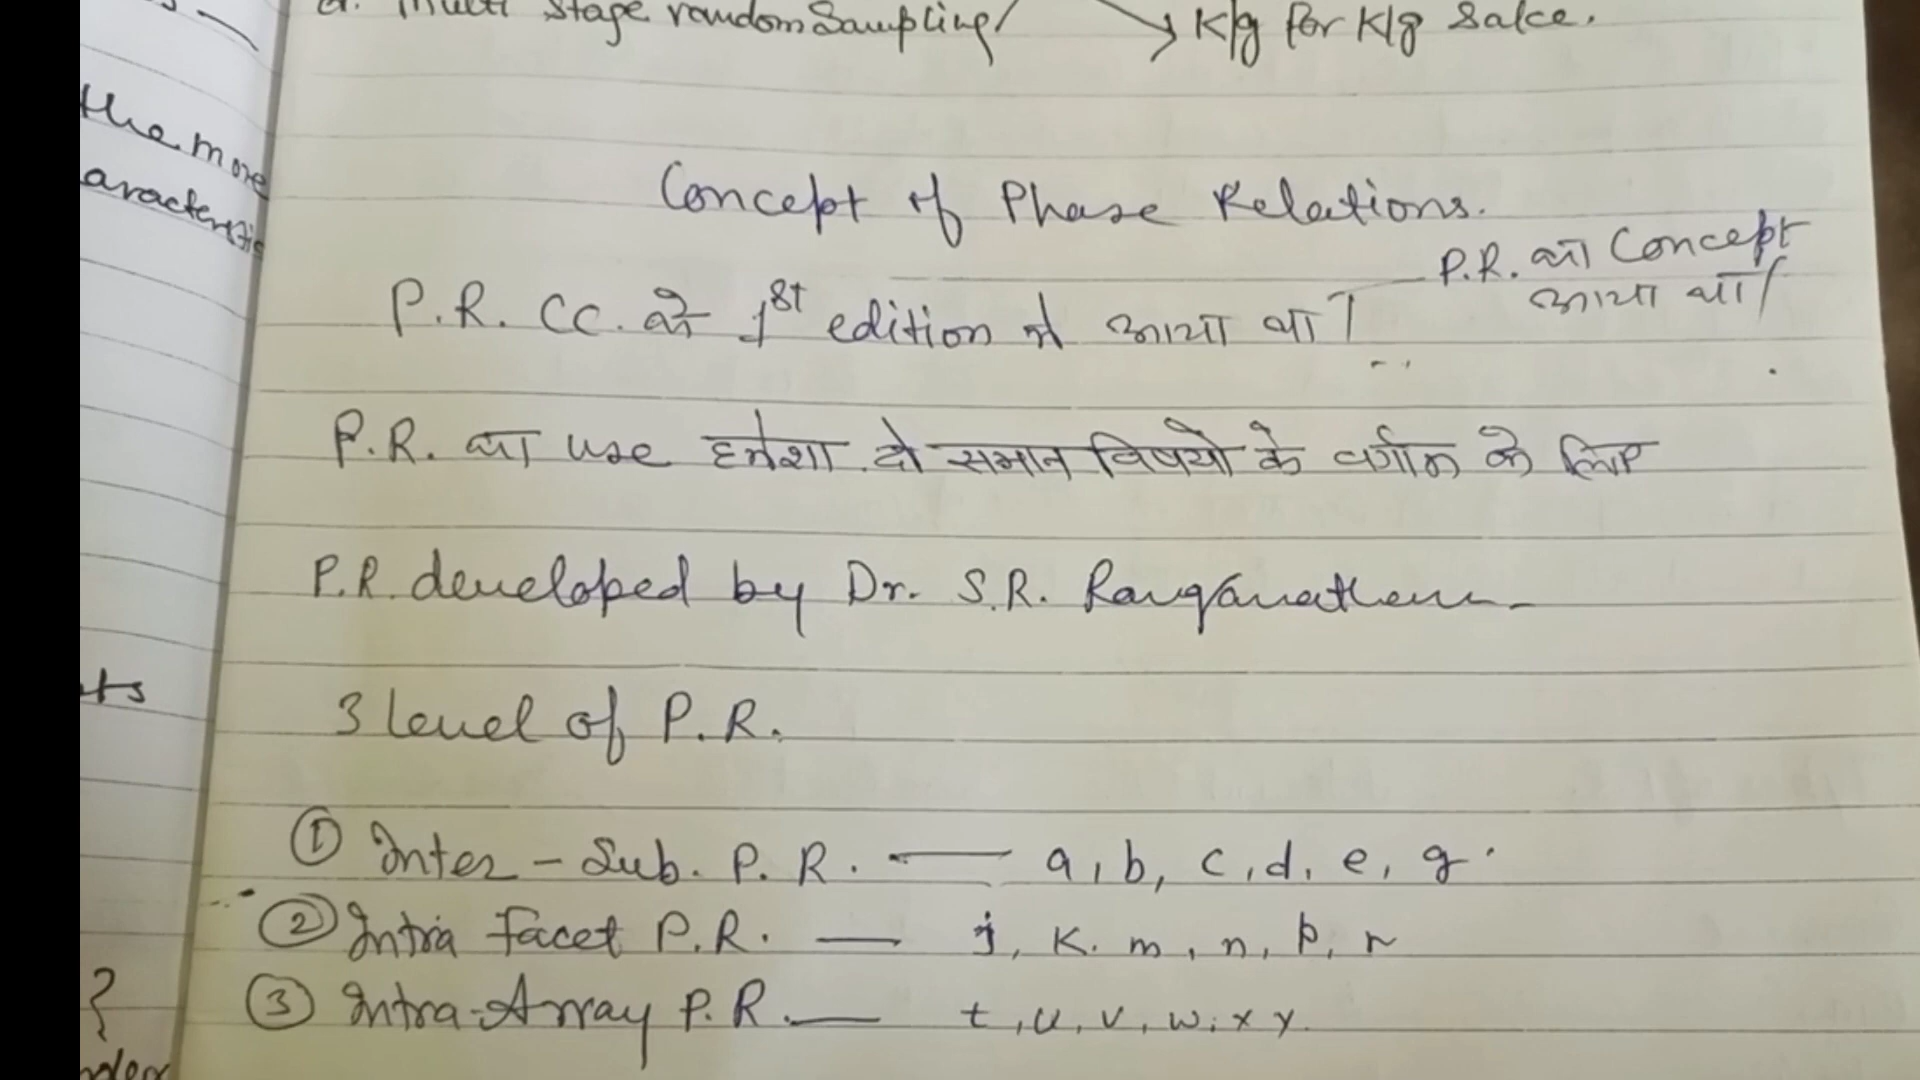 the more
aracteristic
ts
?
d. Multi Stage random Sampling/
→ K/g for K/g Sake.
Concept of Phase Relations.
P.R. का Concept
आया था/
P.R. CC. के 1st edition में आया था।
P.R. का use हमेशा दो समान विषयो के वर्गीक के लिए
P.R. developed by Dr. S.R. Ranganathan
3 level of P.R.
① Inter - Sub. P. R. — a, b, c, d, e, g.
② Intra Facet P.R. — j, K. m, n, p, r
③ Intra-Array P.R. — t, u, v, w, x y.